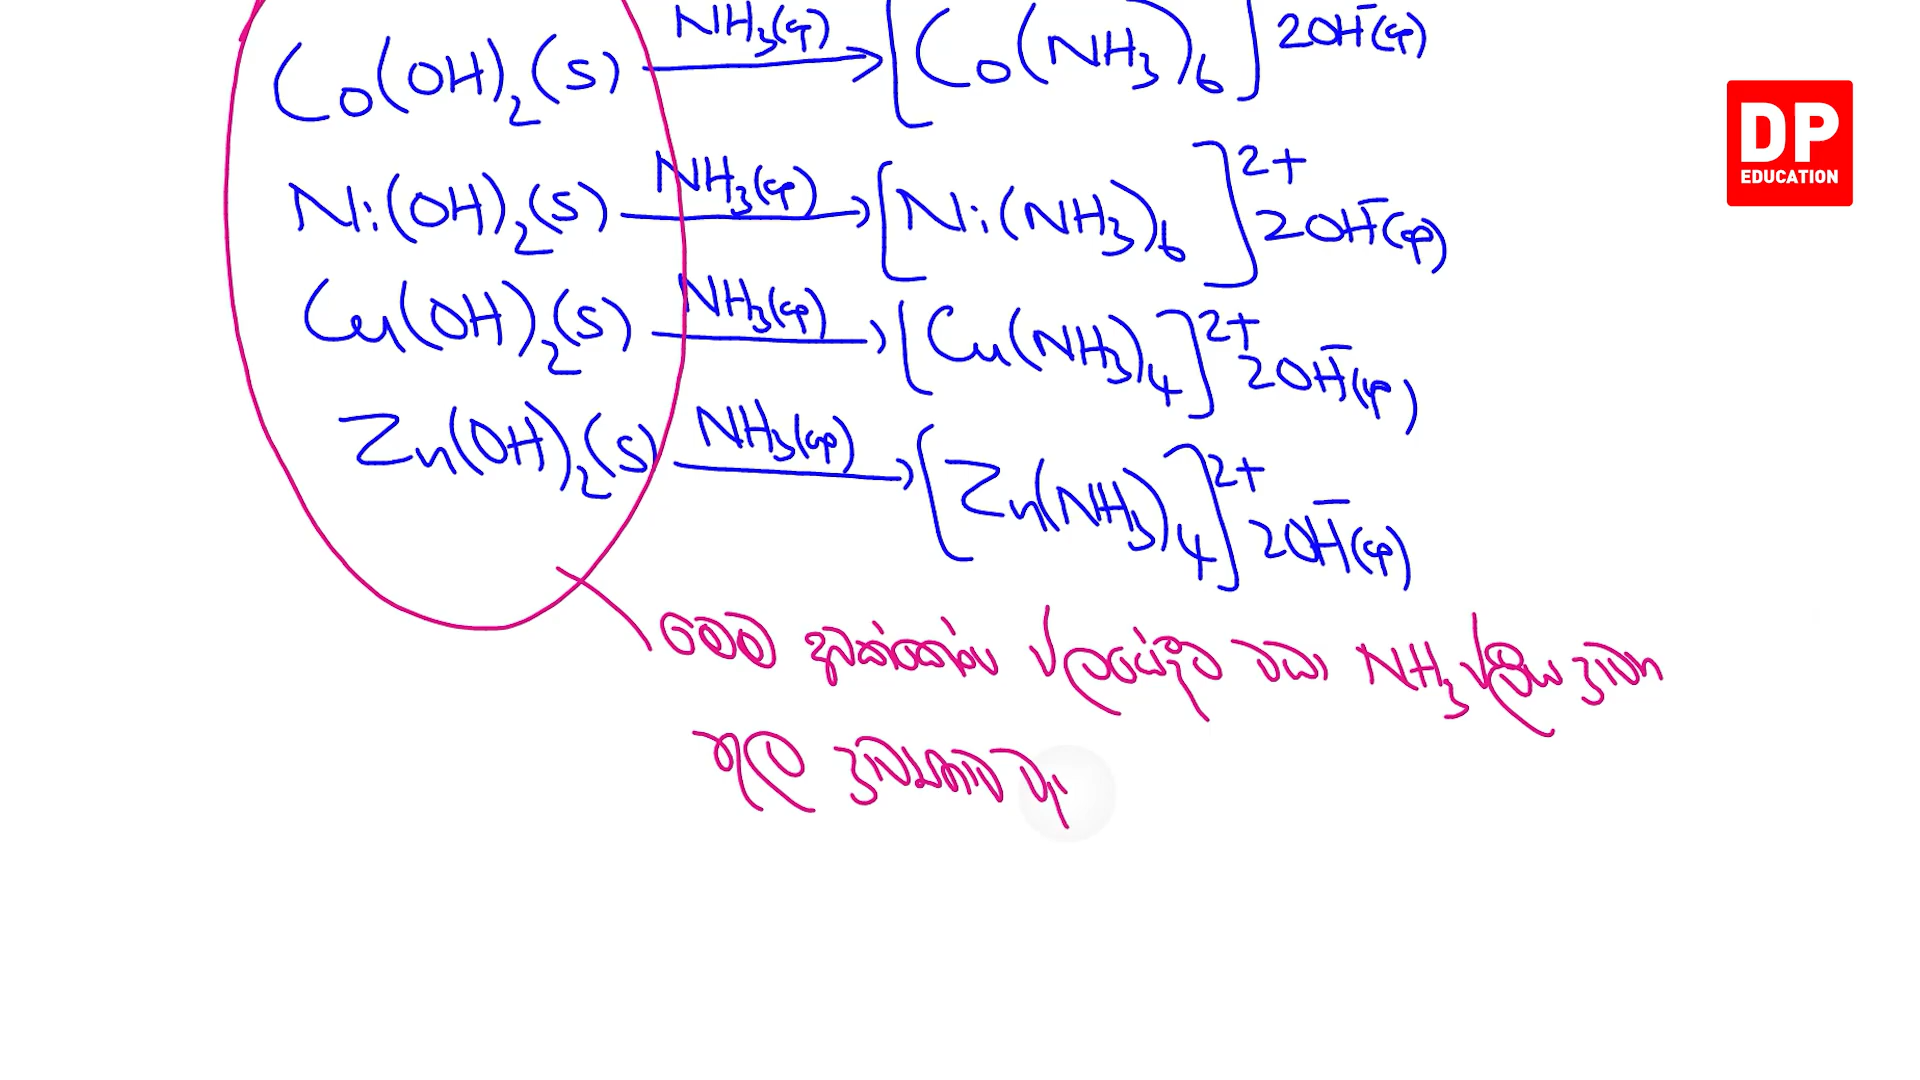 Co(OH)₂(s) NH₃(aq) → [Co(NH₃)₆] 2OH⁻(aq)
DP
EDUCATION
Ni(OH)₂(s) NH₃(aq) → [Ni(NH₃)₆]²⁺ 2OH⁻(aq)
Cu(OH)₂(s) NH₃(aq) → [Cu(NH₃)₄]²⁺ 2OH⁻(aq)
Zn(OH)₂(s) NH₃(aq) → [Zn(NH₃)₄]²⁺ 2OH⁻(aq)
මෙම NH₃
තුල ද්‍රාව්‍ය